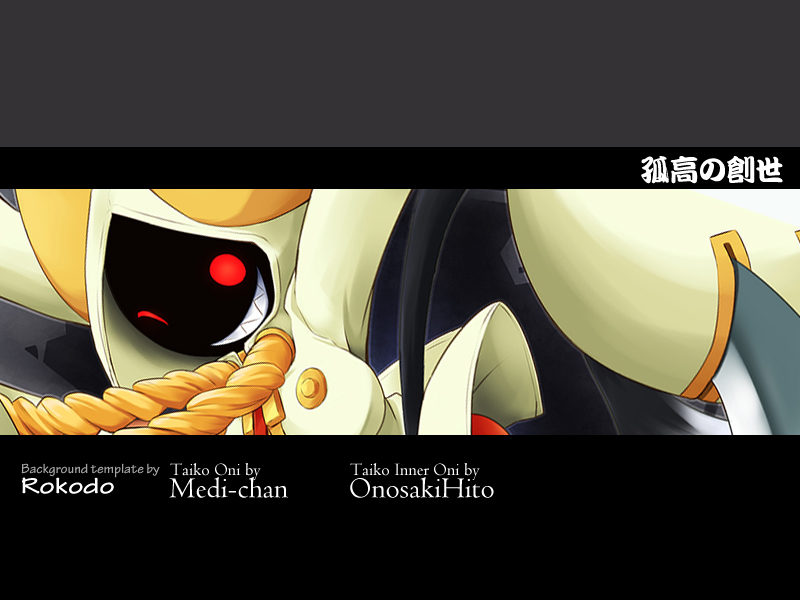 孤高の創世
Background template by
Rokodo
Taiko Oni by
Medi-chan
Taiko Inner Oni by
OnosakiHito